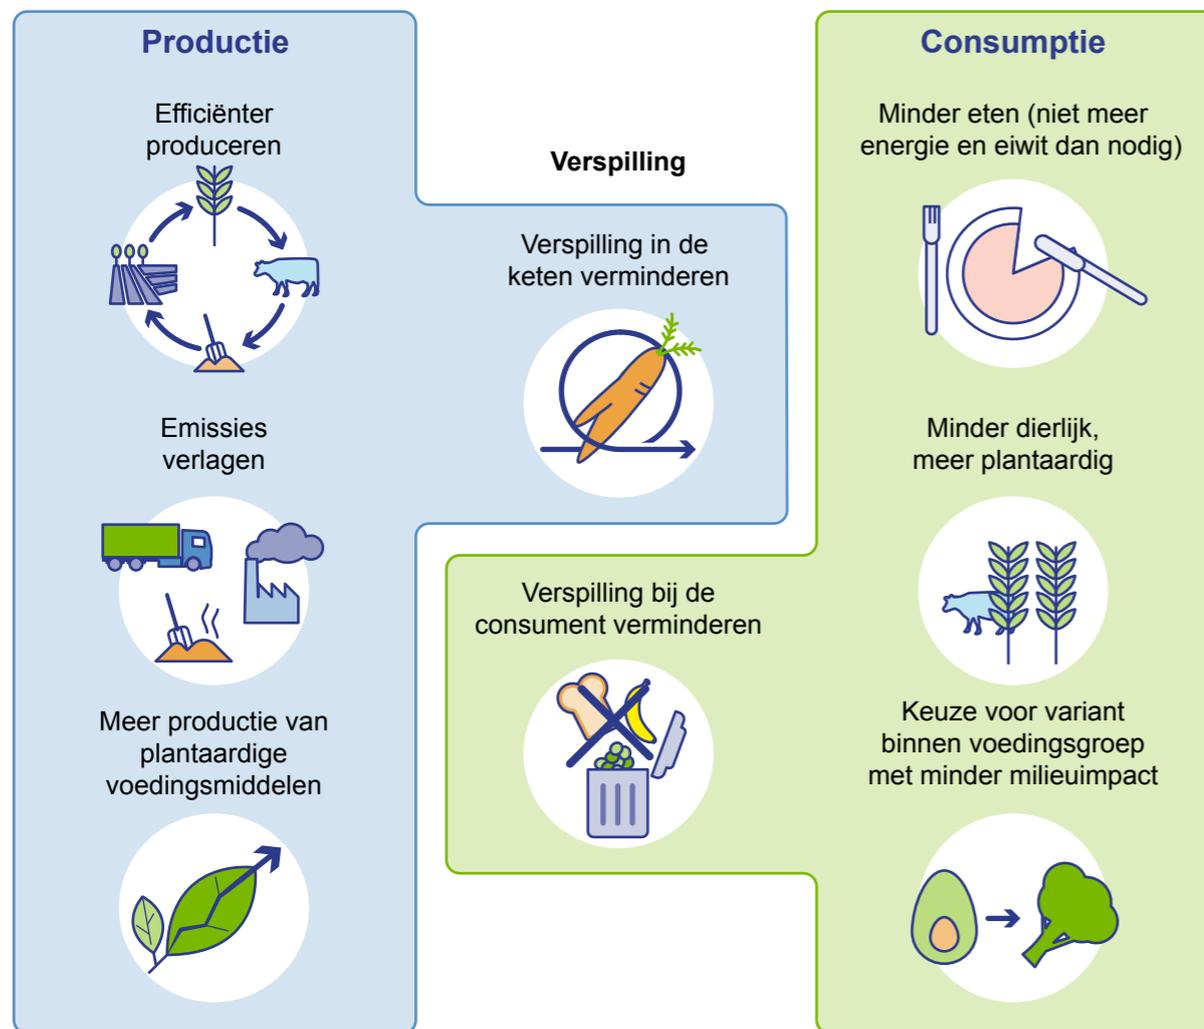 Productie
Efficiënter
produceren
Emissies
verlagen
Meer productie van
plantaardige
voedingsmiddelen
Verspilling
Verspilling in de
keten verminderen
Verspilling bij de
consument verminderen
Consumptie
Minder eten (niet meer
energie en eiwit dan nodig)
Minder dierlijk,
meer plantaardig
Keuze voor variant
binnen voedingsgroep
met minder milieuimpact